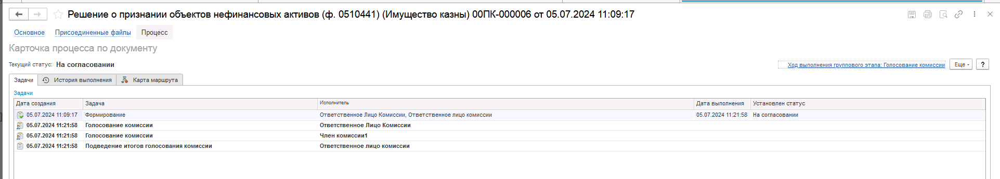 Решение о признании объектов нефинансовых активов (ф. 0510441) (Имущество казны) 00ПК-000006 от 05.07.2024 11:09:17
Основное Присоединенные файлы Процесс
Карточка процесса по документу
Текущий статус: На согласовании Ход выполнения группового этапа: Голосование комиссии Еще ?
Задачи История выполнения Карта маршрута
Задачи
Дата создания Задача Исполнитель Дата выполнения Установлен статус
05.07.2024 11:09:17 Формирование Ответственное Лицо Комиссии, Ответственное лицо комиссии 05.07.2024 11:21:58 На согласовании
05.07.2024 11:21:58 Голосование комиссии Ответственное Лицо Комиссии
05.07.2024 11:21:58 Голосование комиссии Член комиссии1
05.07.2024 11:21:58 Подведение итогов голосования комиссии Ответственное лицо комиссии